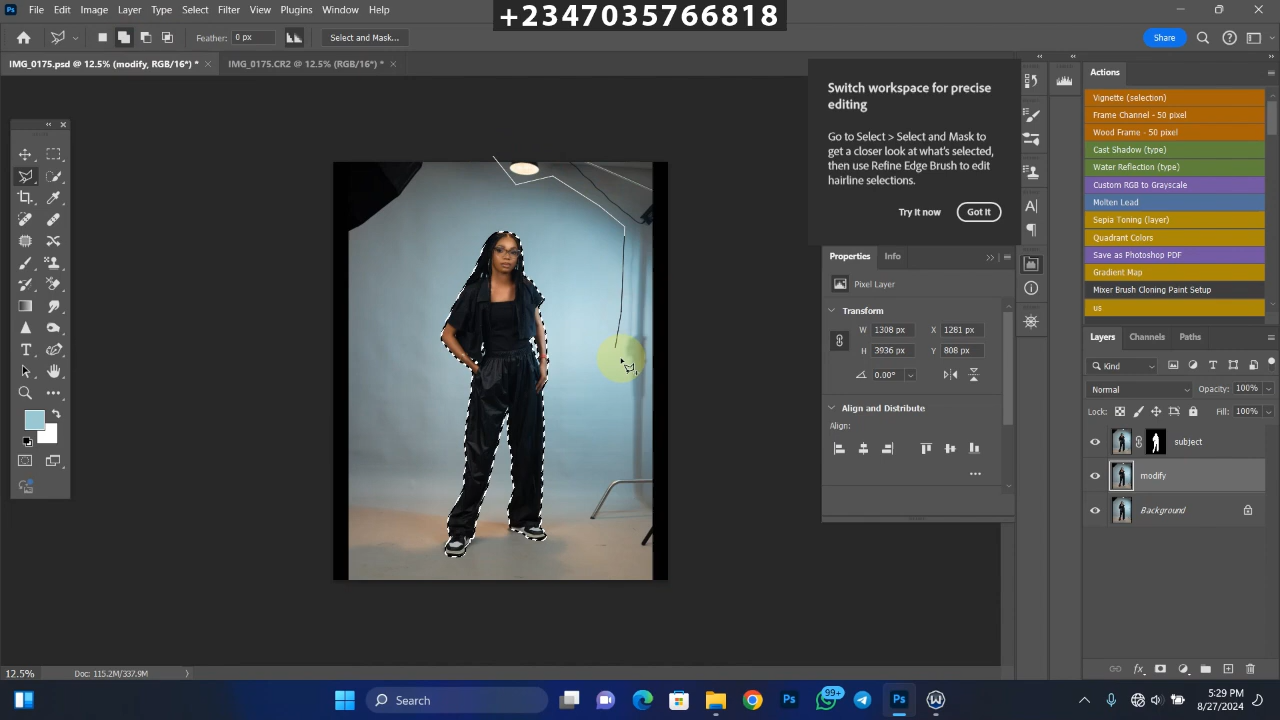 +2347035766818
File Edit Image Layer Type Select Filter View Plugins Window Help
Feather: 0 px Select and Mask... Share
IMG_0175.psd @ 12.5% (modify, RGB/16*) * × IMG_0175.CR2 @ 12.5% (RGB/16*) * ×
Switch workspace for precise
editing
Go to Select > Select and Mask to
get a closer look at what's selected,
then use Refine Edge Brush to edit
hairline selections.
Try it now Got It
Properties Info
Pixel Layer
Transform
W 1308 px X 1281 px
H 3936 px Y 808 px
0.00°
Align and Distribute
Align:
Actions
Vignette (selection)
Frame Channel - 50 pixel
Wood Frame - 50 pixel
Cast Shadow (type)
Water Reflection (type)
Custom RGB to Grayscale
Molten Lead
Sepia Toning (layer)
Quadrant Colors
Save as Photoshop PDF
Gradient Map
Mixer Brush Cloning Paint Setup
us
Layers Channels Paths
Kind
Normal Opacity: 100%
Lock: Fill: 100%
subject
modify
Background
12.5% Doc: 115.2M/337.9M
Search 99+ 5:29 PM
8/27/2024